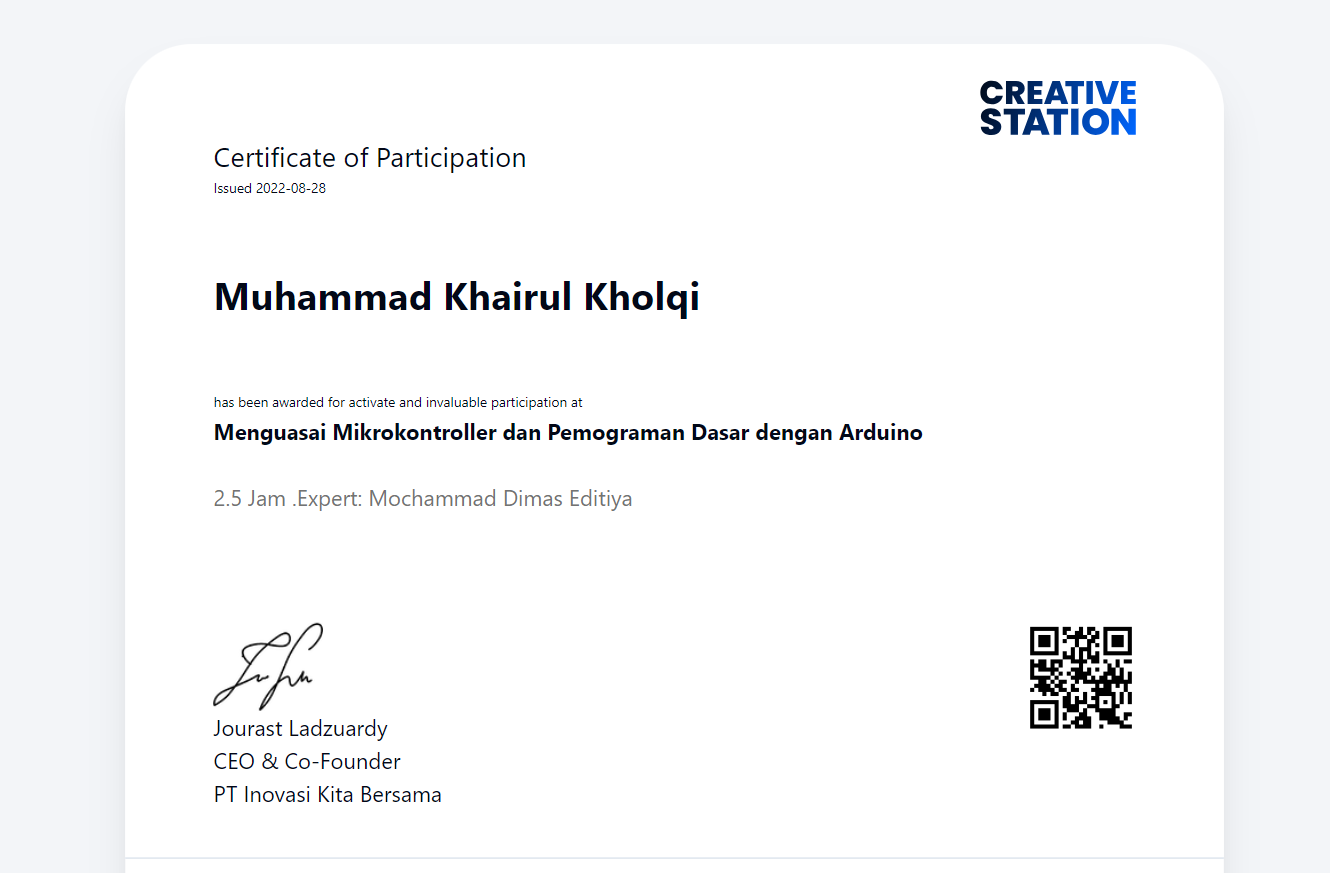 CREATIVE
STATION
Certificate of Participation
Issued 2022-08-28
Muhammad Khairul Kholqi
has been awarded for activate and invaluable participation at
Menguasai Mikrokontroller dan Pemograman Dasar dengan Arduino
2.5 Jam .Expert: Mochammad Dimas Editiya
Jourast Ladzuardy
CEO & Co-Founder
PT Inovasi Kita Bersama